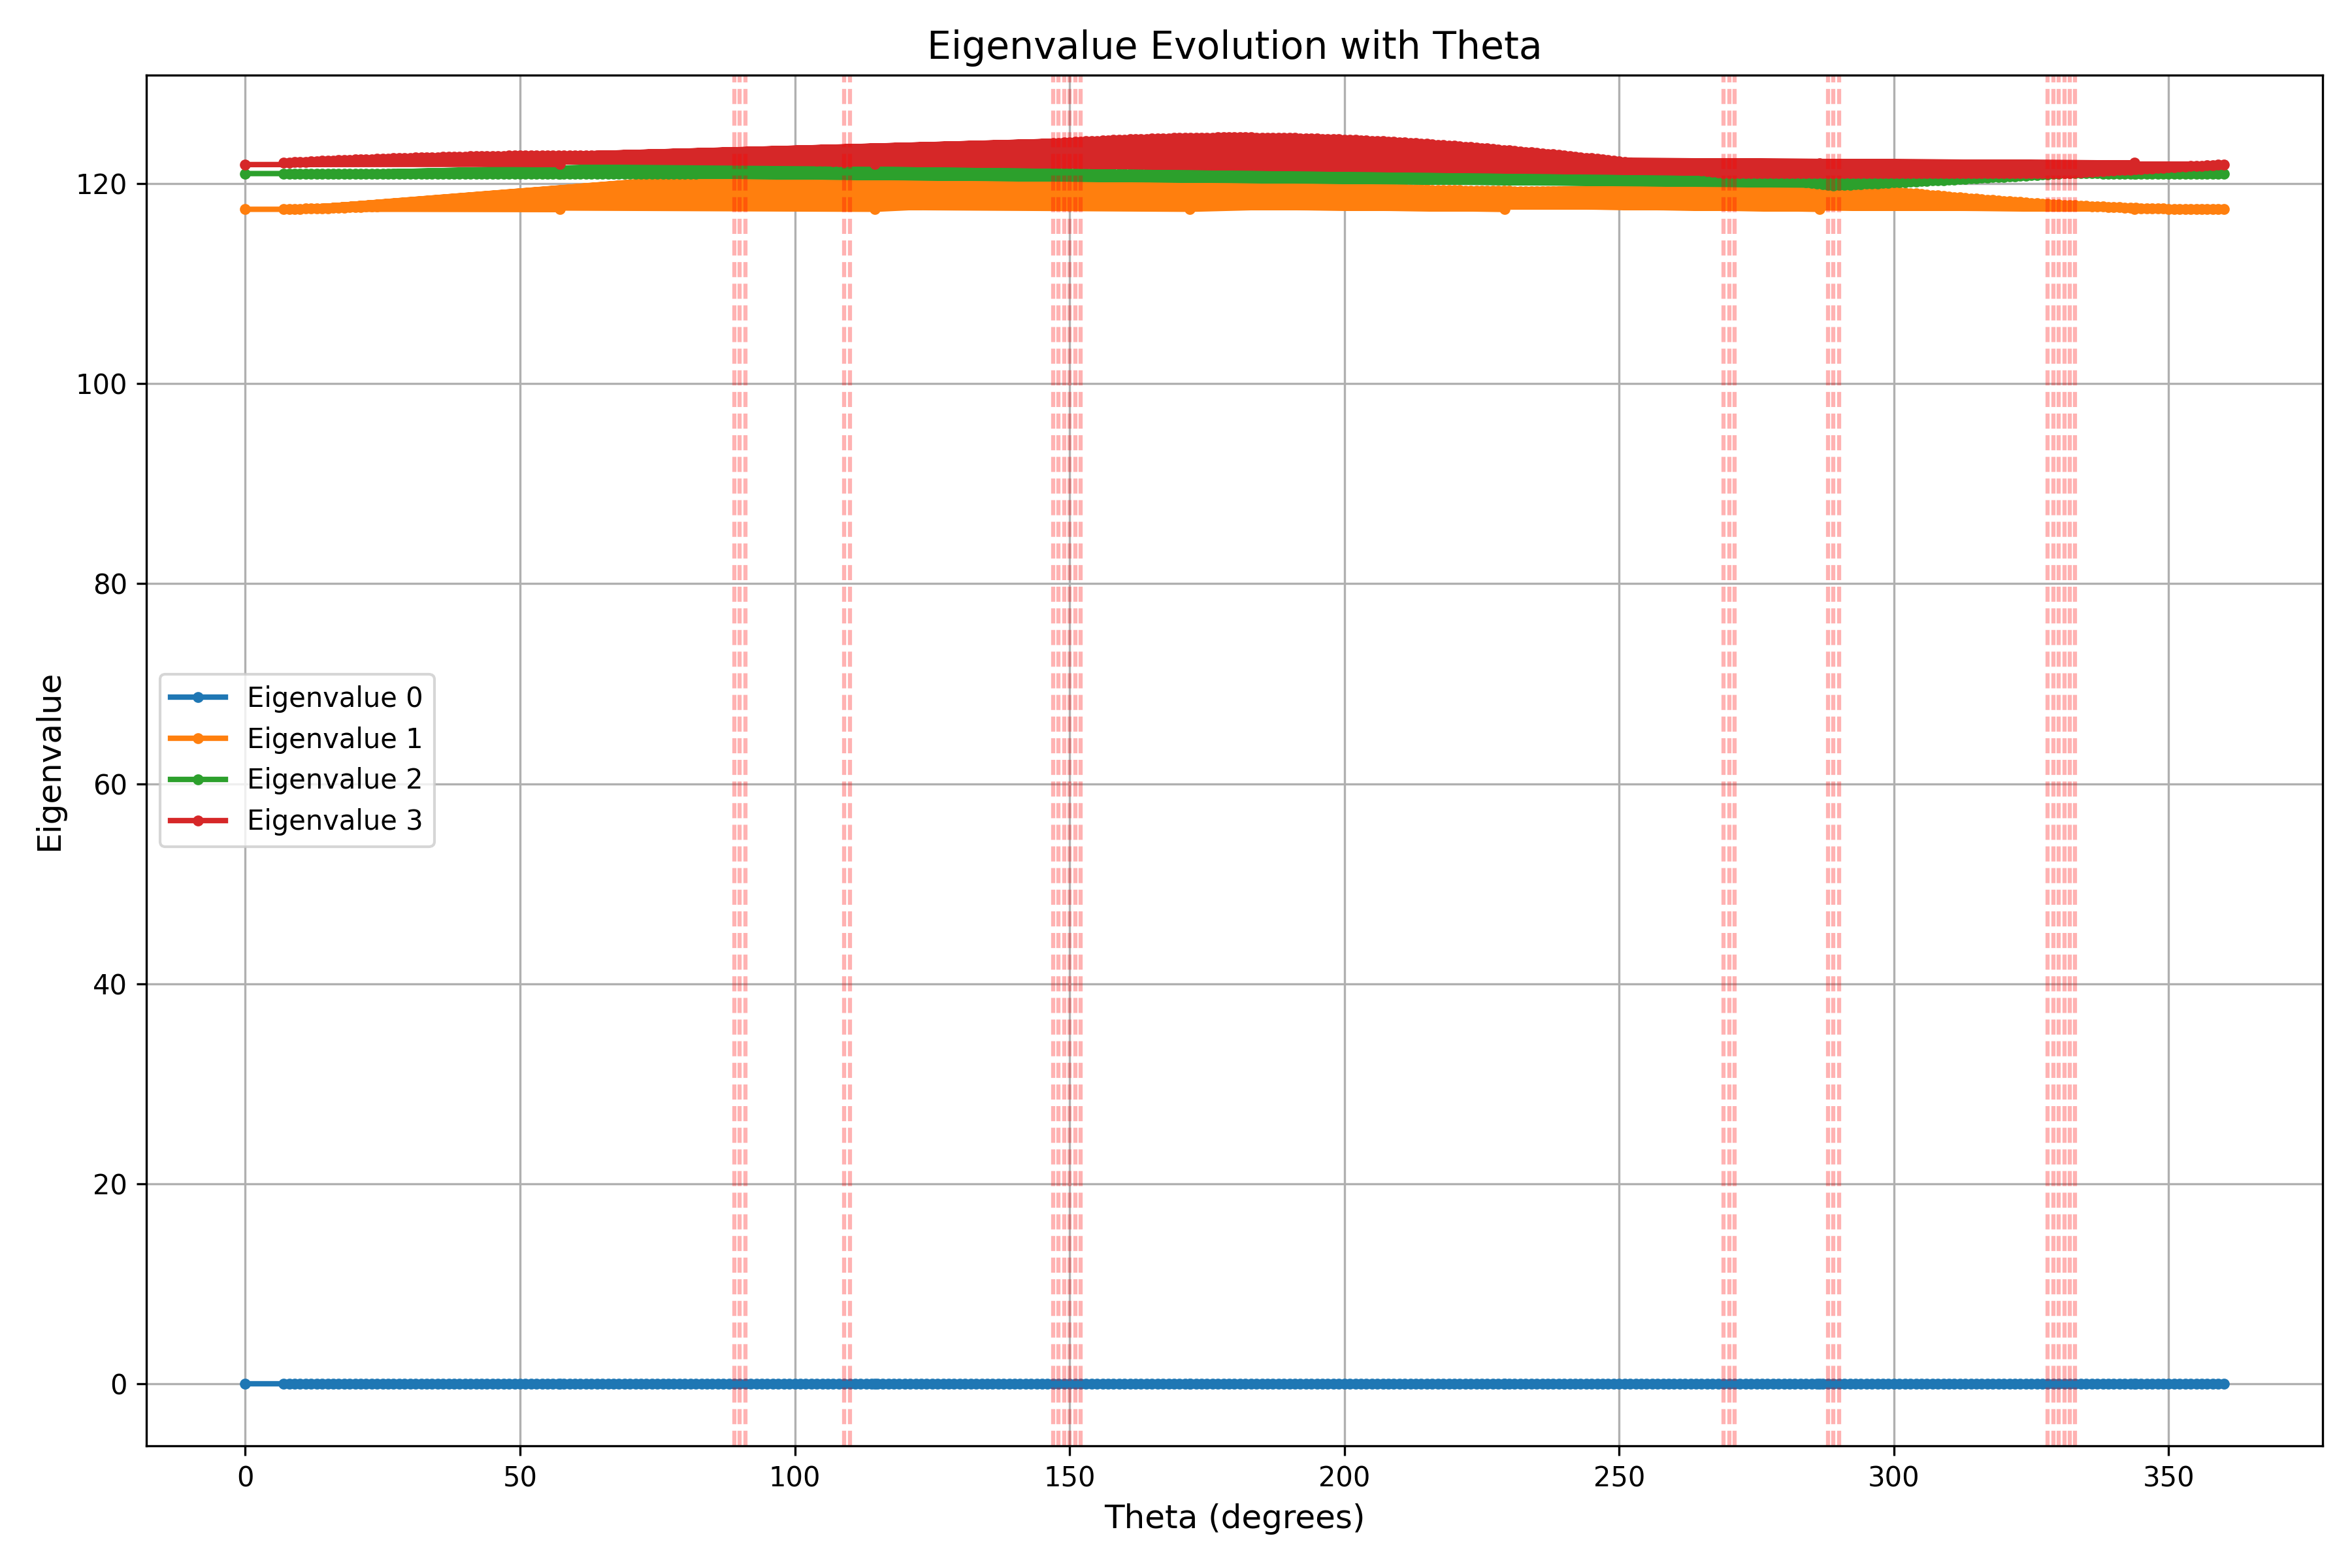 Eigenvalue Evolution with Theta
120
100
80
60
40
20
0
Eigenvalue
Eigenvalue 0
Eigenvalue 1
Eigenvalue 2
Eigenvalue 3
0 50 100 150 200 250 300 350
Theta (degrees)